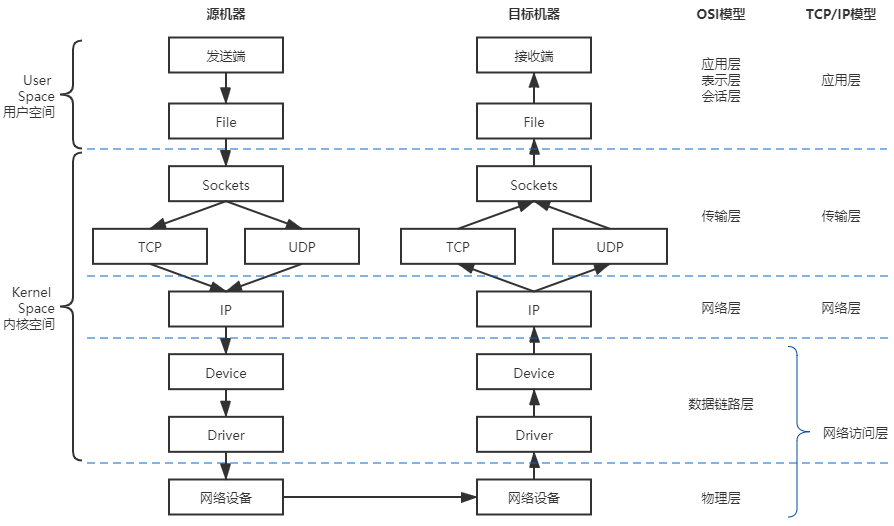 源机器
目标机器
OSI模型
TCP/IP模型
User
Space
用户空间
发送端
接收端
应用层
表示层
会话层
应用层
File
File
Sockets
Sockets
传输层
传输层
TCP
UDP
TCP
UDP
Kernel
Space
内核空间
IP
IP
网络层
网络层
Device
Device
数据链路层
Driver
Driver
网络访问层
网络设备
网络设备
物理层